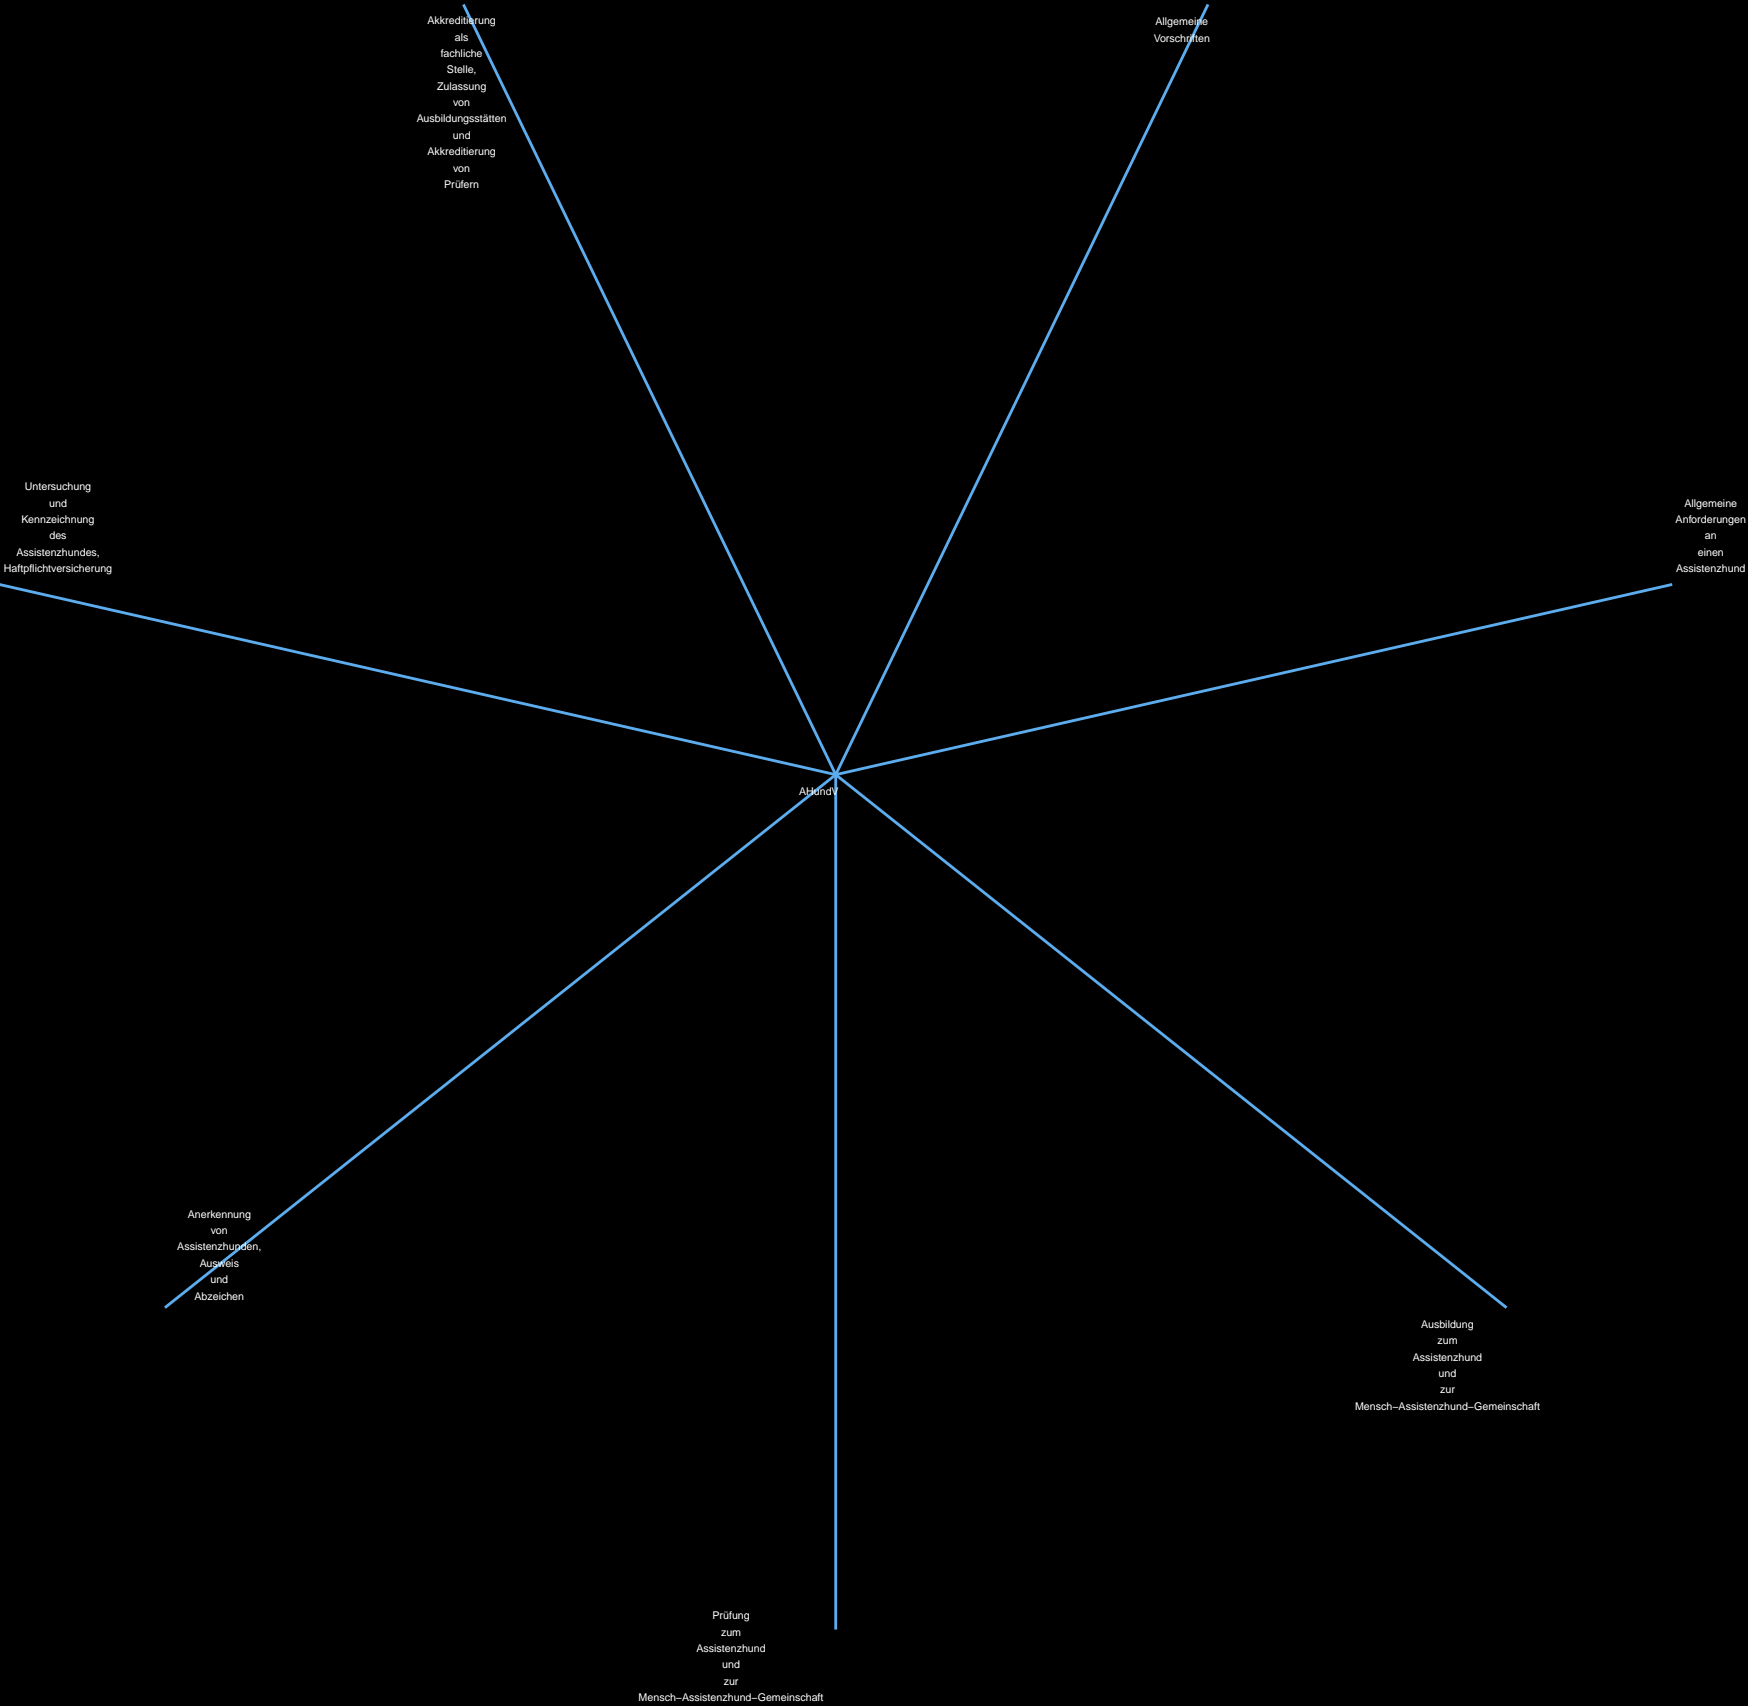 Akkreditierung
als
fachliche
Stelle,
Zulassung
von
Ausbildungsstätten
und
Akkreditierung
von
Prüfern
Allgemeine
Vorschriften
Untersuchung
und
Kennzeichnung
des
Assistenzhundes,
Haftpflichtversicherung
Allgemeine
Anforderungen
an
einen
Assistenzhund
AHundV
Anerkennung
von
Assistenzhunden,
Ausweis
und
Abzeichen
Ausbildung
zum
Assistenzhund
und
zur
Mensch−Assistenzhund−Gemeinschaft
Prüfung
zum
Assistenzhund
und
zur
Mensch−Assistenzhund−Gemeinschaft